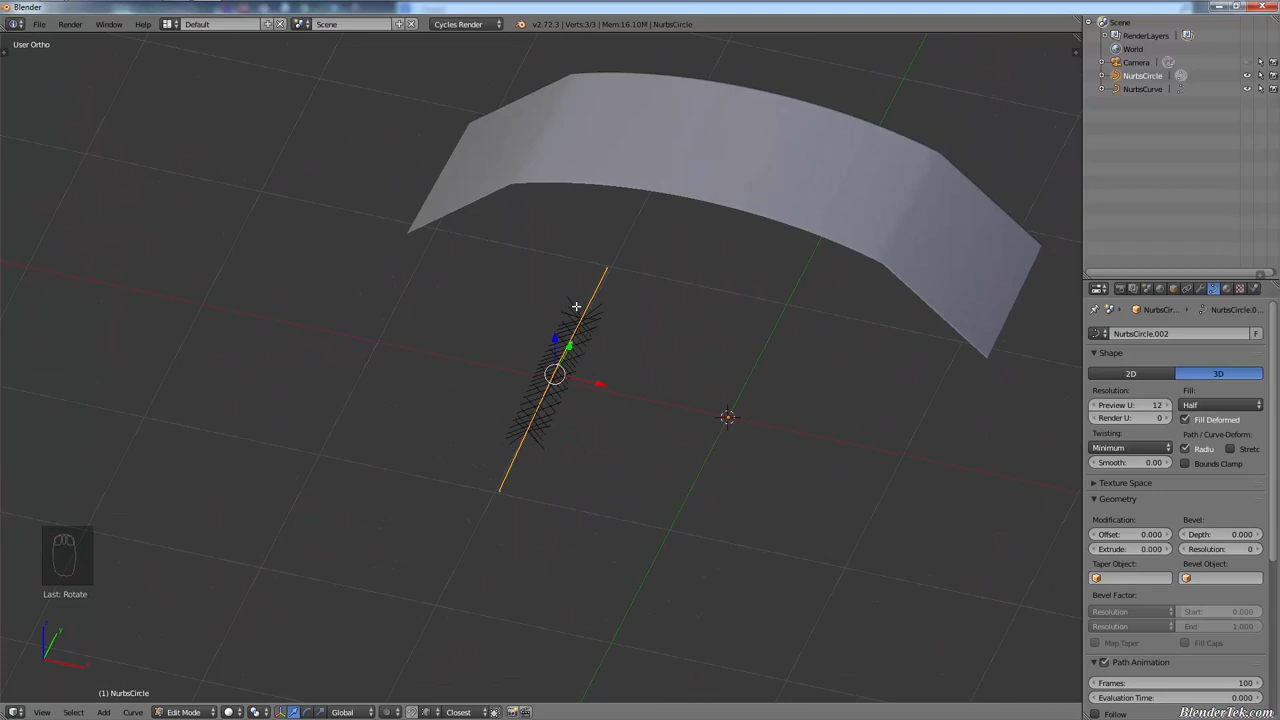 Blender
File Render Window Help Default Scene Cycles Render v2.72.3 | Verts:3/3 | Mem:16.10M | NurbsCircle
User Ortho
Scene
RenderLayers
World
Camera
NurbsCircle
NurbsCurve
NurbsCir... NurbsCircle.0...
NurbsCircle.002 F
Shape
2D 3D
Resolution: Fill:
Preview U: 12 Half
Render U: 0 Fill Deformed
Twisting: Path / Curve-Deform:
Minimum Radiu Stretc
Smooth: 0.00 Bounds Clamp
Texture Space
Geometry
Modification: Bevel:
Offset: 0.000 Depth: 0.000
Extrude: 0.000 Resolution: 0
Taper Object: Bevel Object:
Bevel Factor:
Resolution Start: 0.000
Resolution End: 1.000
Map Taper Fill Caps
Path Animation
Frames: 100
Evaluation Time: 0.000
Follow
Last: Rotate
z
y
x
(1) NurbsCircle
View Select Add Curve Edit Mode Global Closest
BlenderTek.com